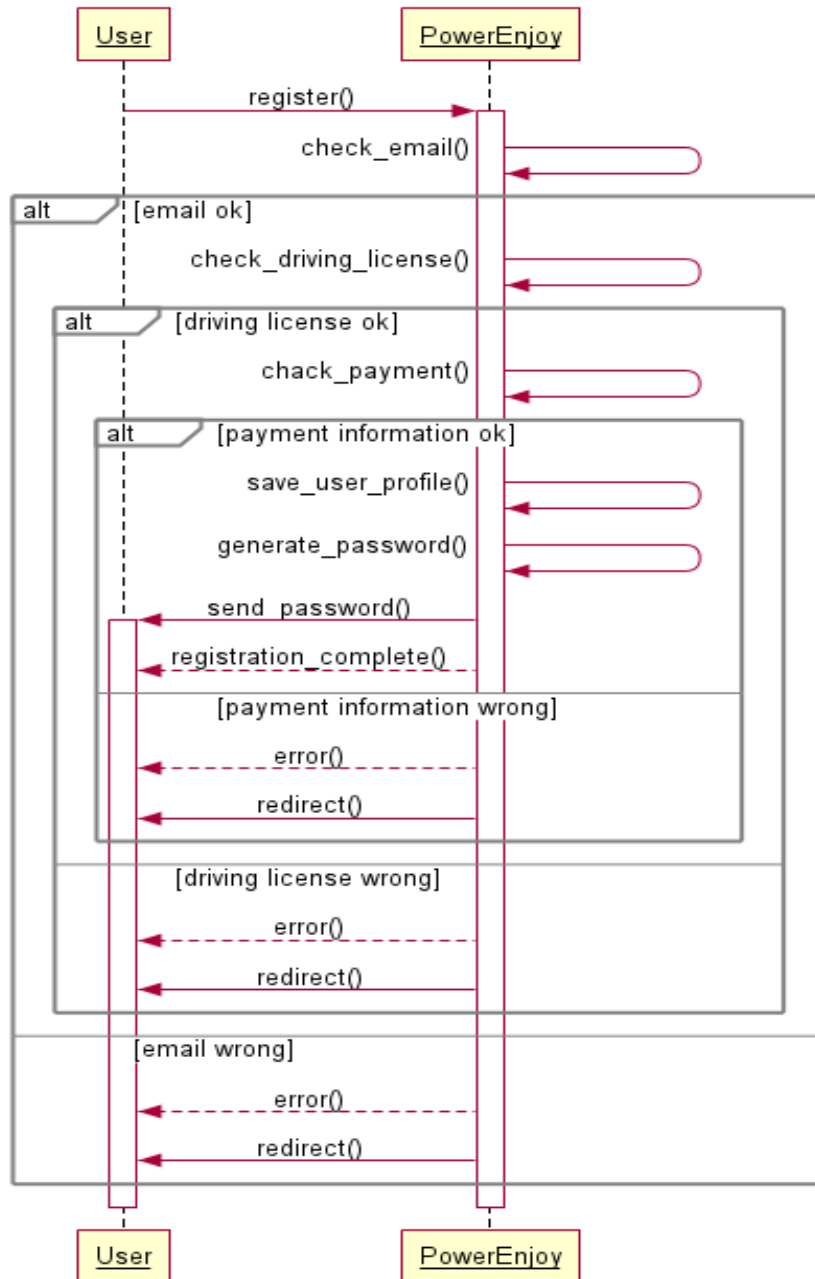 User PowerEnjoy
register()
check_email()
alt [email ok]
check_driving_license()
alt [driving license ok]
chack_payment()
alt [payment information ok]
save_user_profile()
generate_password()
send_password()
registration_complete()
[payment information wrong]
error()
redirect()
[driving license wrong]
error()
redirect()
[email wrong]
error()
redirect()
User PowerEnjoy